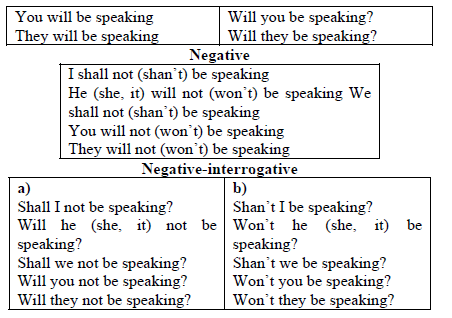 You will be speaking
They will be speaking
Will you be speaking?
Will they be speaking?
Negative
I shall not (shan’t) be speaking
He (she, it) will not (won’t) be speaking We
shall not (shan’t) be speaking
You will not (won’t) be speaking
They will not (won’t) be speaking
Negative-interrogative
a)
Shall I not be speaking?
Will he (she, it) not be
speaking?
Shall we not be speaking?
Will you not be speaking?
Will they not be speaking?
b)
Shan’t I be speaking?
Won’t he (she, it) be
speaking?
Shan’t we be speaking?
Won’t you be speaking?
Won’t they be speaking?